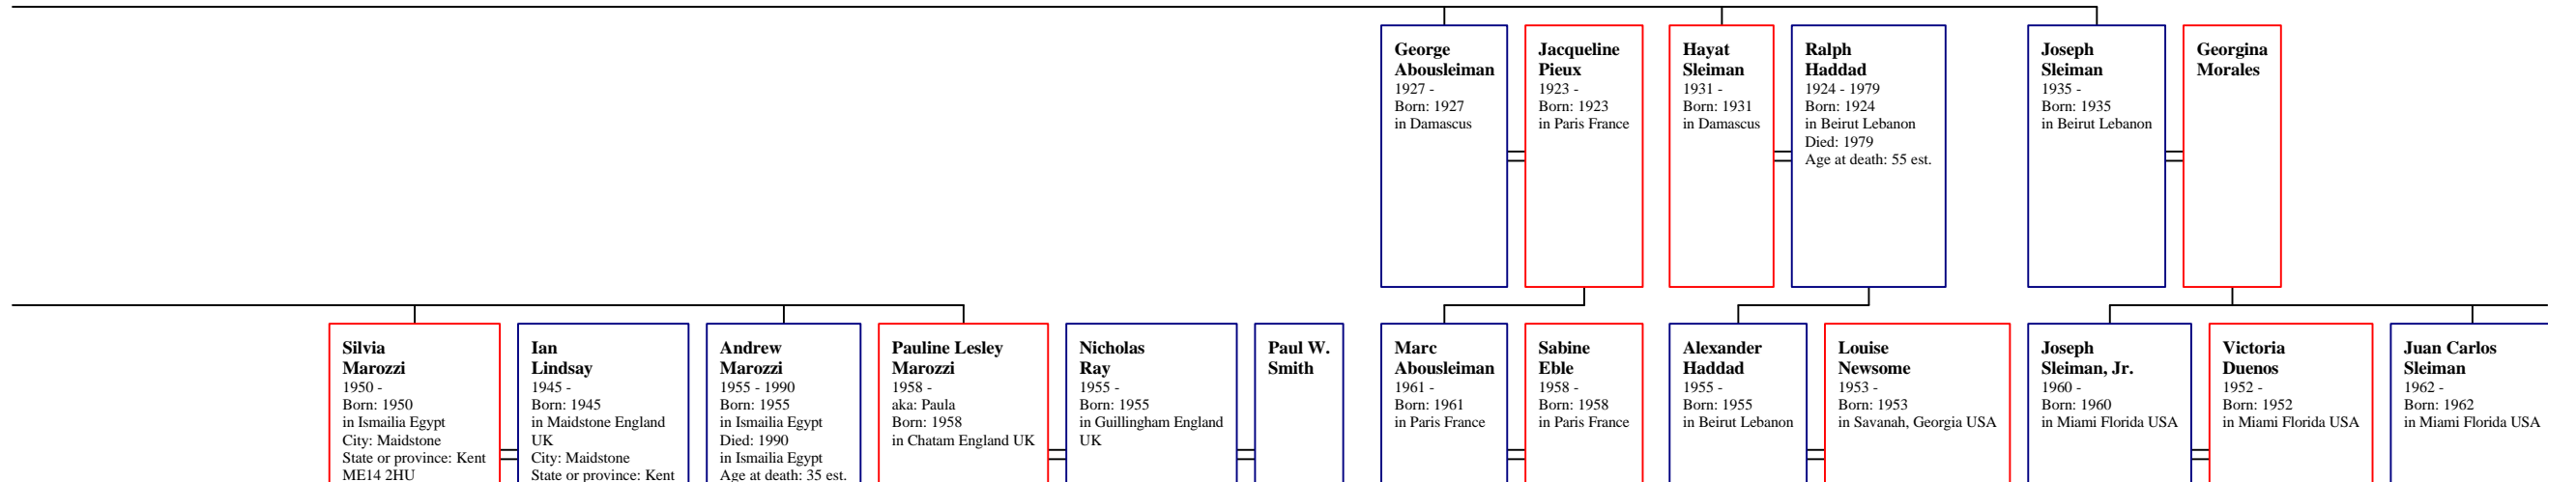 George
Abousleiman
1927 -
Born: 1927
in Damascus
Jacqueline
Pieux
1923 -
Born: 1923
in Paris France
Hayat
Sleiman
1931 -
Born: 1931
in Damascus
Ralph
Haddad
1924 - 1979
Born: 1924
in Beirut Lebanon
Died: 1979
Age at death: 55 est.
Joseph
Sleiman
1935 -
Born: 1935
in Beirut Lebanon
Georgina
Morales
Silvia
Marozzi
1950 -
Born: 1950
in Ismailia Egypt
City: Maidstone
State or province: Kent
ME14 2HU
Ian
Lindsay
1945 -
Born: 1945
in Maidstone England
UK
City: Maidstone
State or province: Kent
Andrew
Marozzi
1955 - 1990
Born: 1955
in Ismailia Egypt
Died: 1990
in Ismailia Egypt
Age at death: 35 est.
Pauline Lesley
Marozzi
1958 -
aka: Paula
Born: 1958
in Chatam England UK
Nicholas
Ray
1955 -
Born: 1955
in Guillingham England
UK
Paul W.
Smith
Marc
Abousleiman
1961 -
Born: 1961
in Paris France
Sabine
Eble
1958 -
Born: 1958
in Paris France
Alexander
Haddad
1955 -
Born: 1955
in Beirut Lebanon
Louise
Newsome
1953 -
Born: 1953
in Savanah, Georgia USA
Joseph
Sleiman, Jr.
1960 -
Born: 1960
in Miami Florida USA
Victoria
Duenos
1952 -
Born: 1952
in Miami Florida USA
Juan Carlos
Sleiman
1962 -
Born: 1962
in Miami Florida USA